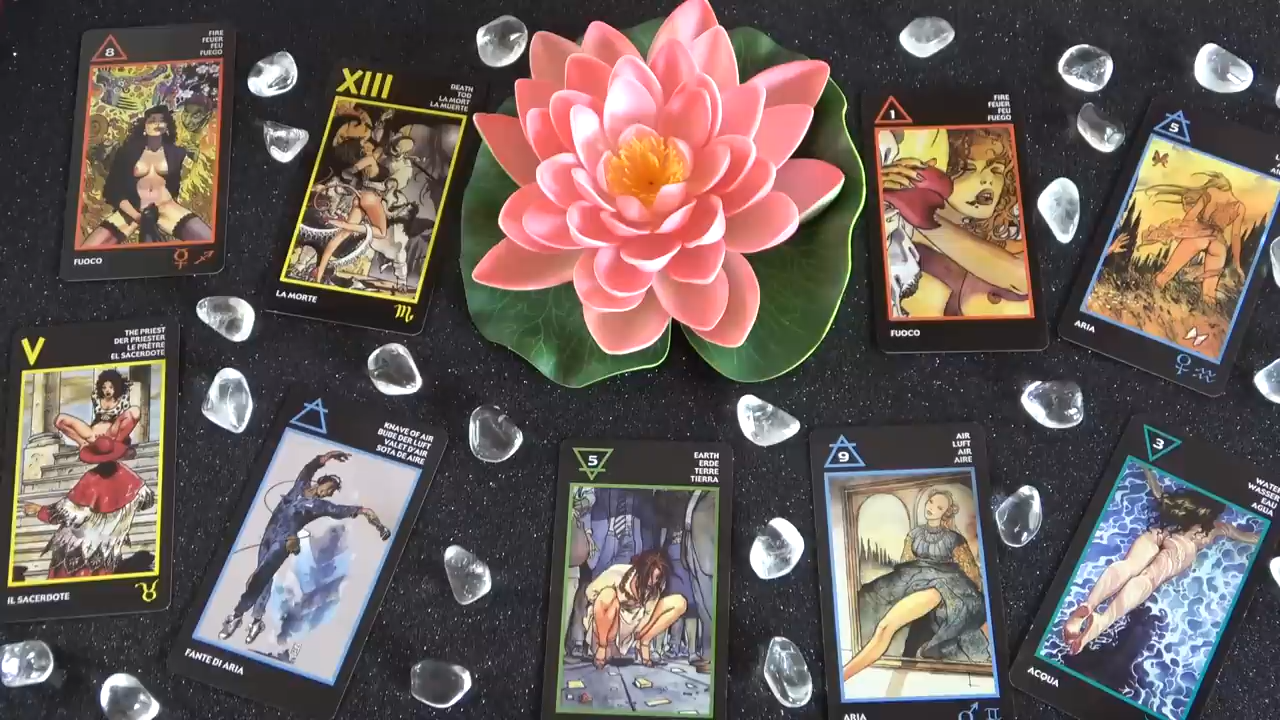 8
FIRE
FEUER
FEU
FUEGO
FUOCO
XIII
DEATH
TOD
LA MORT
LA MUERTE
LA MORTE
1
FIRE
FEUER
FEU
FUEGO
FUOCO
5
ARIA
V
THE PRIEST
DER PRIESTER
LE PRÊTRE
EL SACERDOTE
IL SACERDOTE
KNAVE OF AIR
BUBE DER LUFT
VALET D'AIR
SOTA DE AIRE
FANTE DI ARIA
5
EARTH
ERDE
TERRE
TIERRA
9
AIR
LUFT
AIR
AIRE
ARIA
3
EAU
AGUA
ACQUA